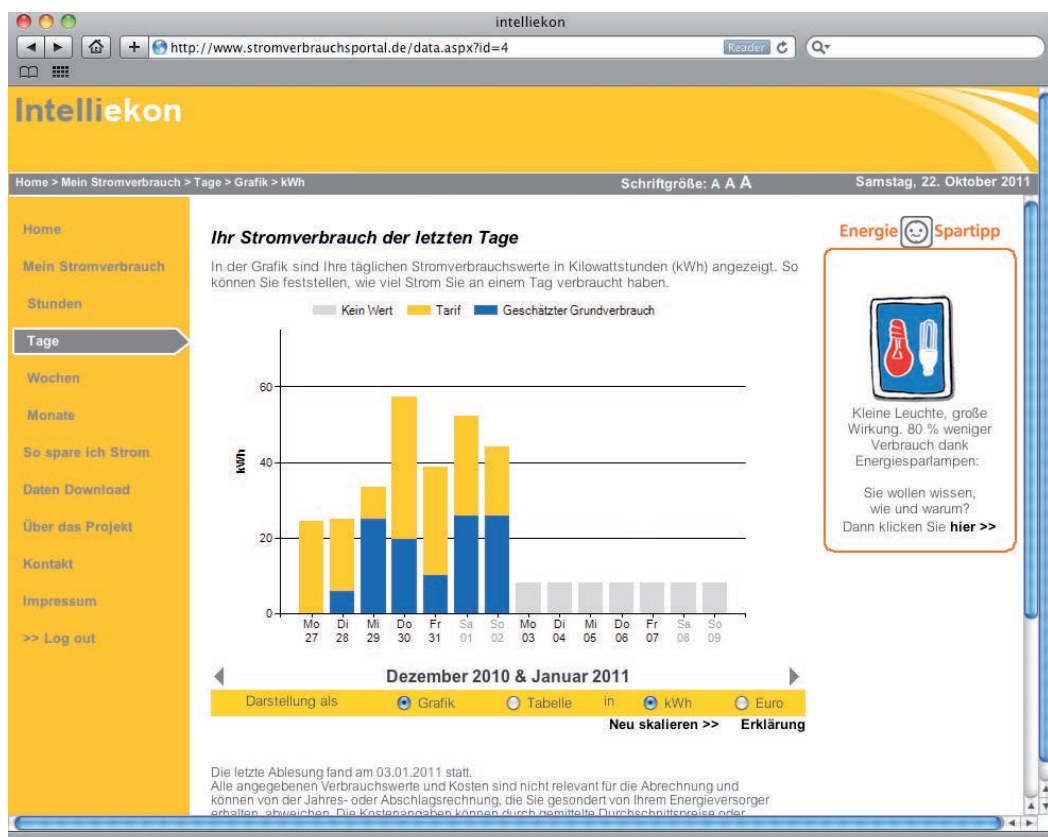 intelliekon
http://www.stromverbrauchsportal.de/data.aspx?id=4
Reader
Intelliekon
Home > Mein Stromverbrauch > Tage > Grafik > kWh
Schriftgröße: A A A
Samstag, 22. Oktober 2011
Home
Mein Stromverbrauch
Stunden
Tage
Wochen
Monate
So spare ich Strom
Daten Download
Über das Projekt
Kontakt
Impressum
>> Log out
Ihr Stromverbrauch der letzten Tage
In der Grafik sind Ihre täglichen Stromverbrauchswerte in Kilowattstunden (kWh) angezeigt. So
können Sie feststellen, wie viel Strom Sie an einem Tag verbraucht haben.
Kein Wert Tarif Geschätzter Grundverbrauch
kWh
60
40
20
0
Mo Di Mi Do Fr Sa So Mo Di Mi Do Fr Sa So
27 28 29 30 31 01 02 03 04 05 06 07 08 09
Dezember 2010 & Januar 2011
Darstellung als Grafik Tabelle in kWh Euro
Neu skalieren >> Erklärung
Die letzte Ablesung fand am 03.01.2011 statt.
Alle angegebenen Verbrauchswerte und Kosten sind nicht relevant für die Abrechnung und
können von der Jahres- oder Abschlagsrechnung, die Sie gesondert von Ihrem Energieversorger
erhalten, abweichen. Die Kostenangaben können durch gemittelte Durchschnittspreise oder
Energie Spartipp
Kleine Leuchte, große
Wirkung. 80 % weniger
Verbrauch dank
Energiesparlampen:
Sie wollen wissen,
wie und warum?
Dann klicken Sie hier >>